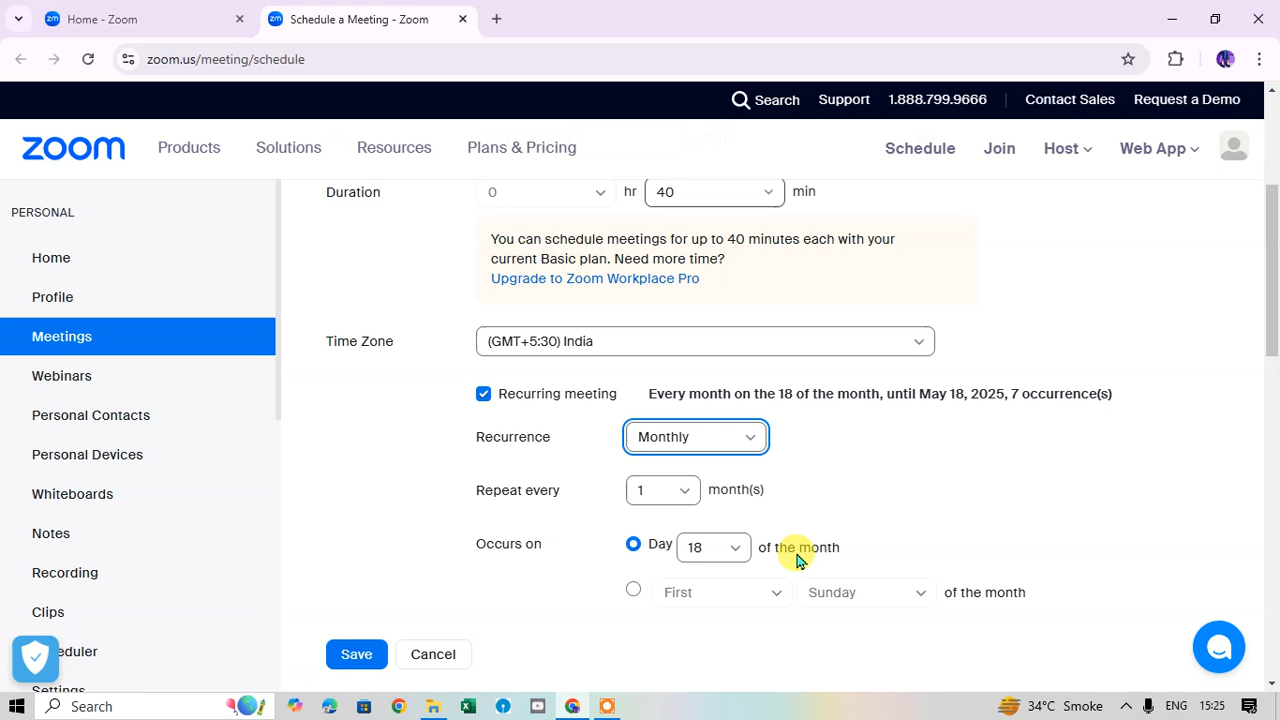 Home - Zoom
Schedule a Meeting - Zoom
zoom.us/meeting/schedule
Search Support 1.888.799.9666 Contact Sales Request a Demo
zoom Products Solutions Resources Plans & Pricing Schedule Join Host Web App
PERSONAL
Home
Profile
Meetings
Webinars
Personal Contacts
Personal Devices
Whiteboards
Notes
Recording
Clips
eduler
Settings
Duration 0 hr 40 min
You can schedule meetings for up to 40 minutes each with your
current Basic plan. Need more time?
Upgrade to Zoom Workplace Pro
Time Zone (GMT+5:30) India
Recurring meeting Every month on the 18 of the month, until May 18, 2025, 7 occurrence(s)
Recurrence Monthly
Repeat every 1 month(s)
Occurs on Day 18 of the month
First Sunday of the month
Save Cancel
Search 34°C Smoke ENG 15:25